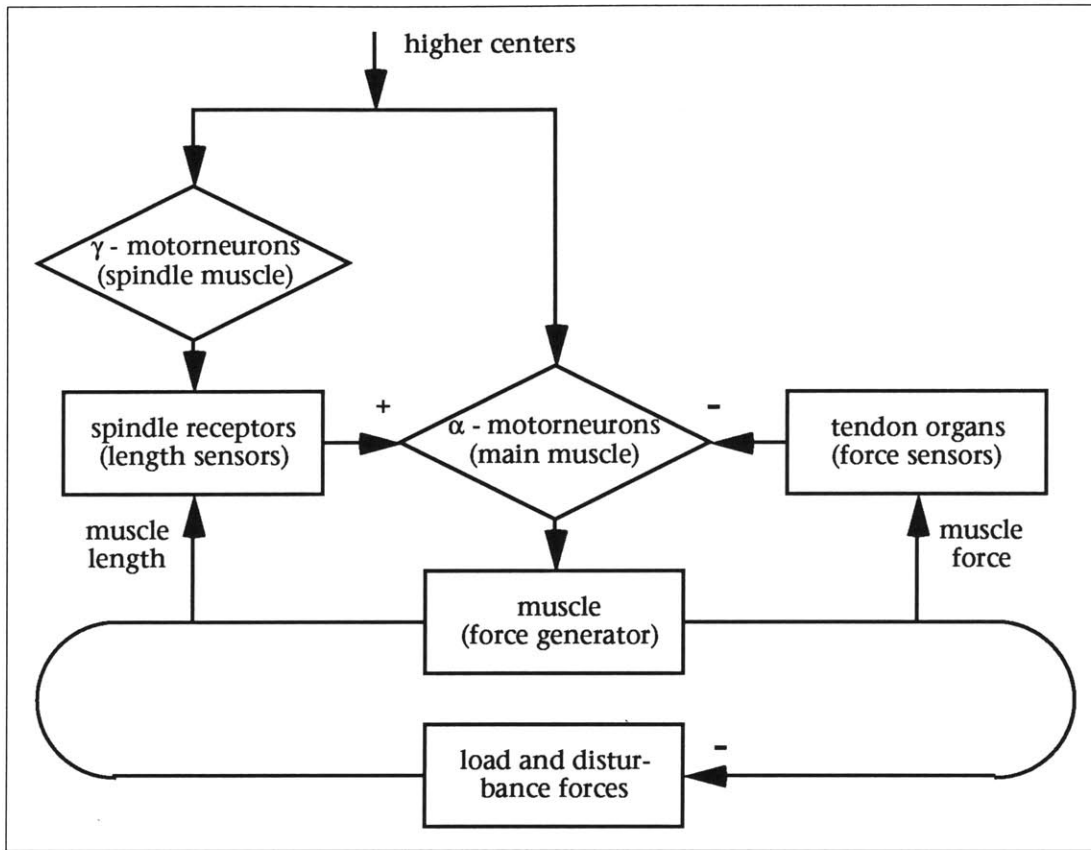 higher centers
γ - motorneurons
(spindle muscle)
+
-
spindle receptors
(length sensors)
α - motorneurons
(main muscle)
tendon organs
(force sensors)
muscle
length
muscle
force
muscle
(force generator)
-
load and distur-
bance forces